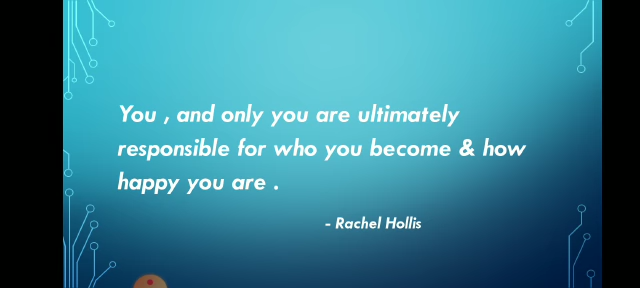 You , and only you are ultimately
responsible for who you become & how
happy you are .
- Rachel Hollis